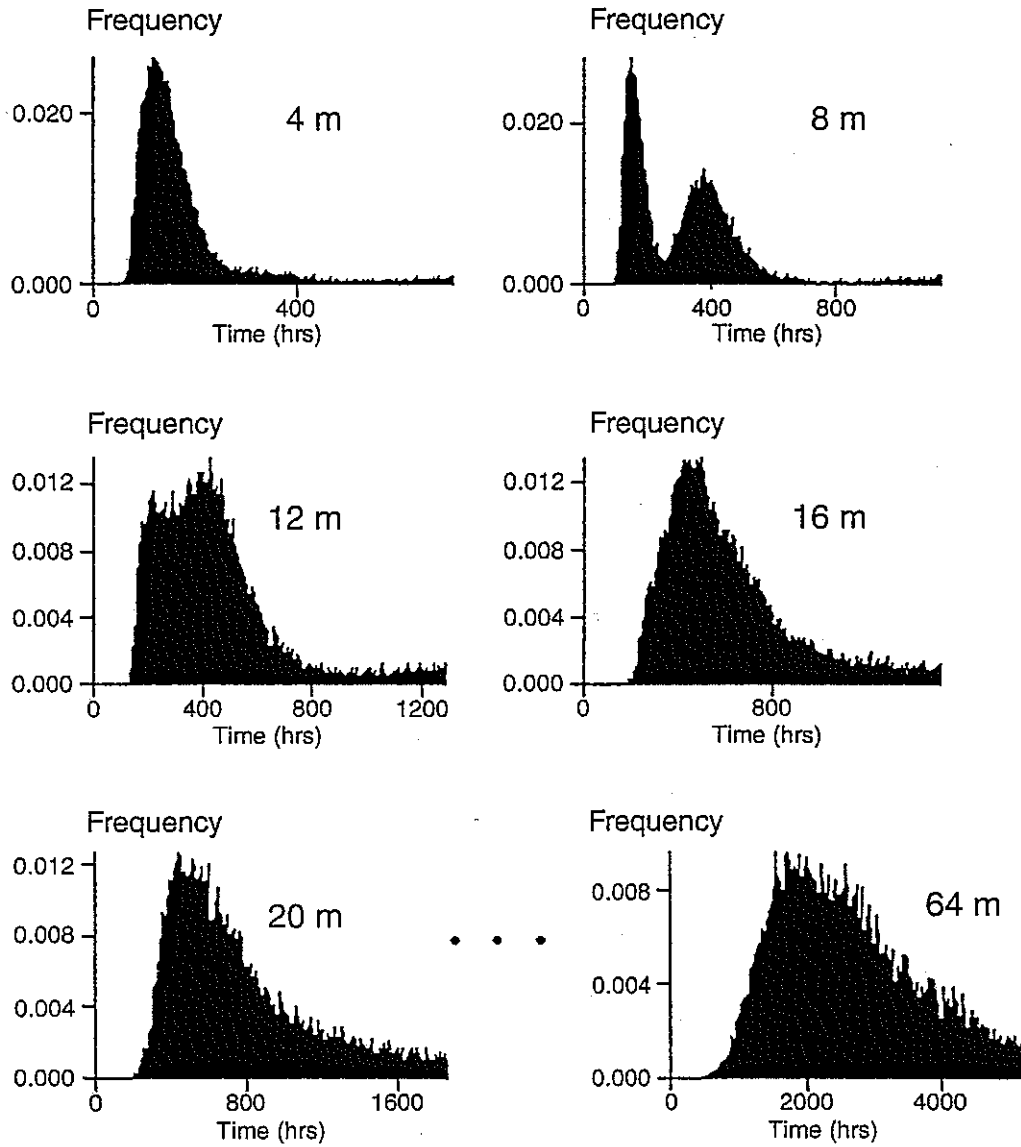 Frequency
0.020
4 m
0.000
0 400
Time (hrs)
Frequency
0.020
8 m
0.000
0 400 800
Time (hrs)
Frequency
0.012
12 m
0.008
0.004
0.000
0 400 800 1200
Time (hrs)
Frequency
0.012
16 m
0.008
0.004
0.000
0 800
Time (hrs)
Frequency
0.012
20 m
0.008
0.004
0.000
0 800 1600
Time (hrs)
• • •
Frequency
0.008
64 m
0.004
0.000
0 2000 4000
Time (hrs)